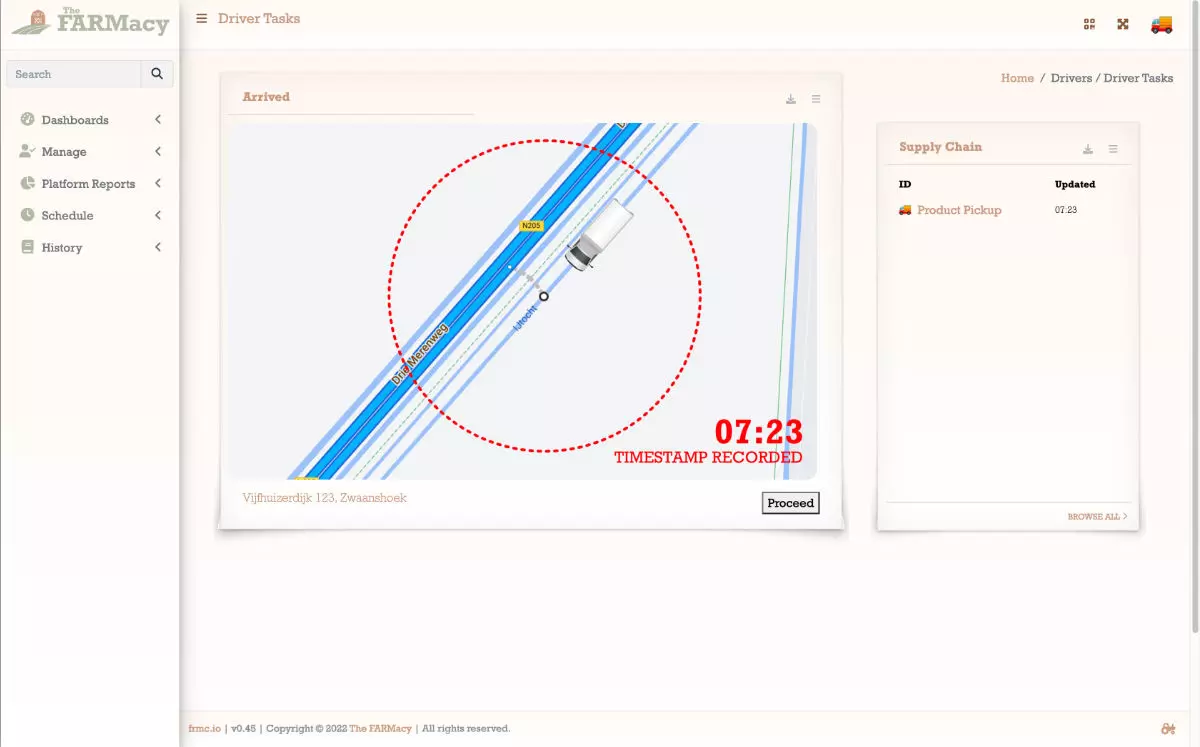 The
FARMacy
Driver Tasks
Search
Home / Drivers / Driver Tasks
Dashboards
Manage
Platform Reports
Schedule
History
Arrived
N205
Drie Merenweg
IJtocht
07:23
TIMESTAMP RECORDED
Vijfhuizerdijk 123, Zwaanshoek
Proceed
Supply Chain
ID Updated
Product Pickup 07:23
BROWSE ALL
frmc.io | v0.45 | Copyright © 2022 The FARMacy | All rights reserved.